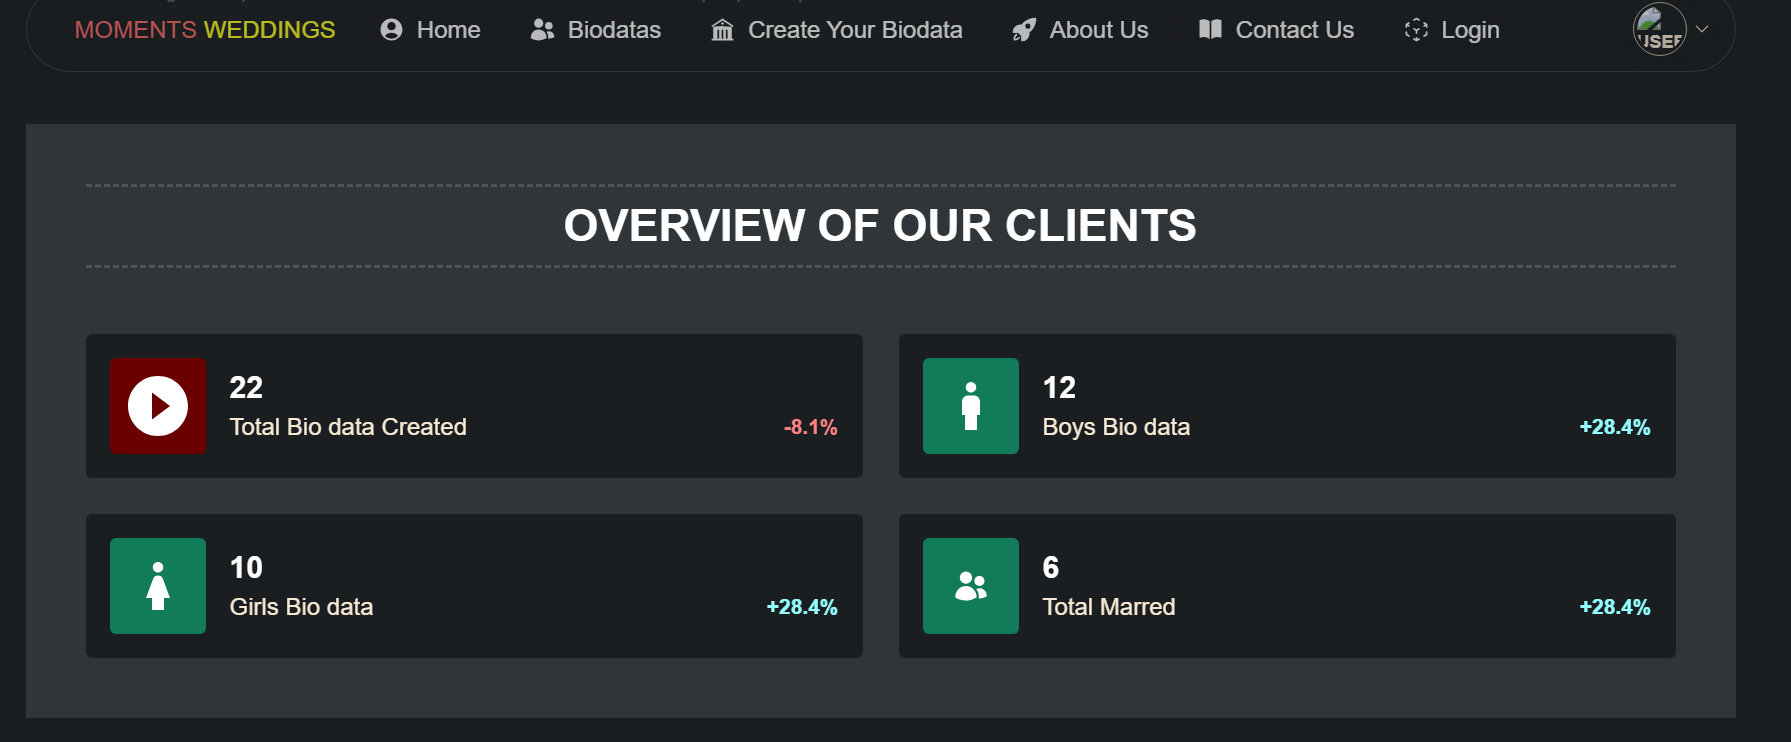 MOMENTS WEDDINGS Home Biodatas Create Your Biodata About Us Contact Us Login
OVERVIEW OF OUR CLIENTS
22
Total Bio data Created -8.1%
12
Boys Bio data +28.4%
10
Girls Bio data +28.4%
6
Total Marred +28.4%